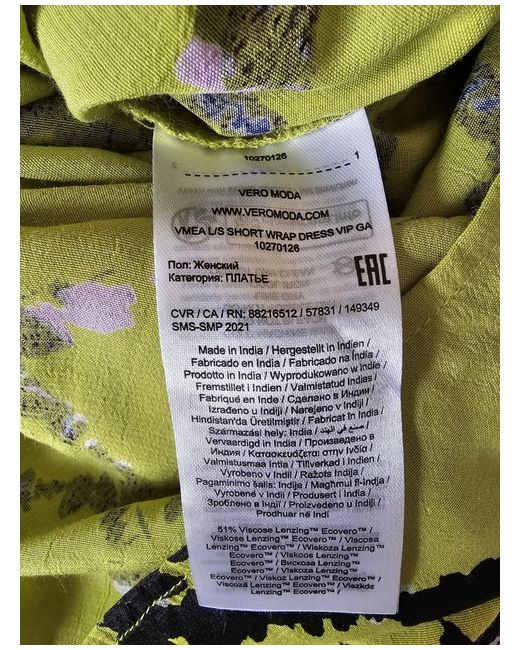 10270126
1
VERO MODA
WWW.VEROMODA.COM
VMEA L/S SHORT WRAP DRESS VIP GA
10270126
Пол: Женский
Категория: ПЛАТЬЕ
EAC
CVR / CA / RN: 88216512 / 57831 / 149349
SMS-SMP 2021
Made in India / Hergestellt in Indien /
Fabricado en India / Fabricado na Índia /
Prodotto in India / Wyprodukowano w Indii /
Fremstillet i Indien / Valmistatud Indias /
Fabriqué en Inde / Сделано в Индии /
Izrađeno u Indiji / Narejeno v Indiji /
Hindistan'da Üretilmiştir / Fabricat în India /
Származási hely: India / صنع في الهند /
Vervaardigd in India / Произведено в
Индия / Κατασκευάζεται στην Ινδία /
Valmistusmaa Intia / Tillverkad i Indien /
Vyrobeno v Indii / Ražots Indijā /
Pagaminimo šalis: Indija / Magħmul fl-indja /
Vyrobené v Indii / Produsert i India /
Зроблено в Індії / Proizvedeno u Indiji /
Prodhuar në Indi
51% Viscose Lenzing™ Ecovero™ /
Viskose Lenzing™ Ecovero™ / Viscosa
Lenzing™ Ecovero™ / Wiskoza Lenzing™
Ecovero™ / Viskoos Lenzing™
Ecovero™ / Вискоза Lenzing™
Ecovero™ / Viskoz Lenzing™ Ecovero™ /
Viscoză Lenzing™ Ecovero™ / Viszkóz
Lenzing™ Ecovero™ /